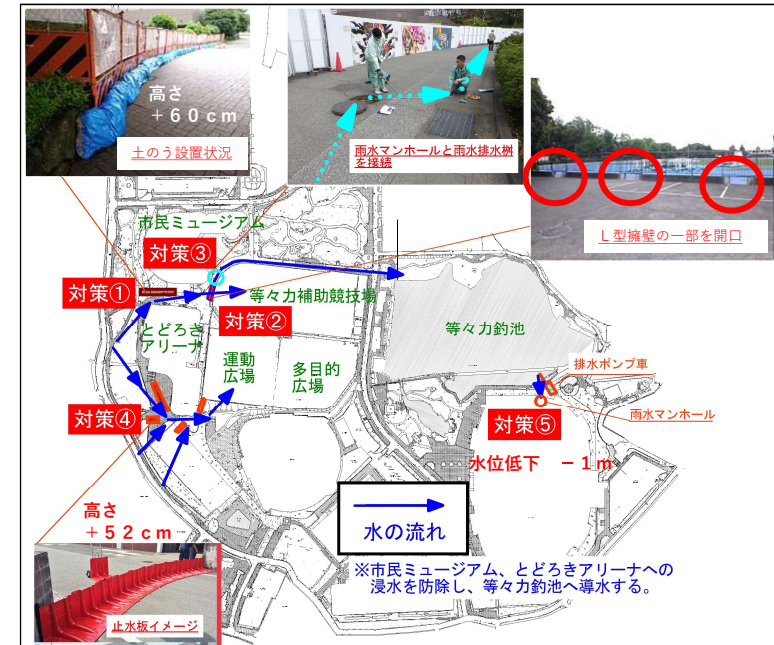 高さ
＋６０ｃｍ
土のう設置状況
雨水マンホールと雨水排水桝
を接続
Ｌ型擁壁の一部を開口
市民ミュージアム
対策③
対策①
等々力補助競技場
対策②
とどろき
アリーナ
等々力釣池
運動
広場
多目的
広場
排水ポンプ車
雨水マンホール
対策④
対策⑤
水位低下　－１ｍ
高さ
＋５２ｃｍ
水の流れ
※市民ミュージアム、とどろきアリーナへの
浸水を防除し、等々力釣池へ導水する。
止水板イメージ